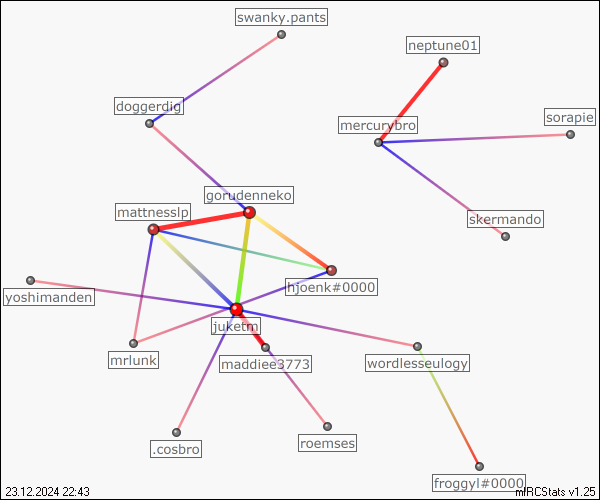 swanky.pants
neptune01
doggerdig
sorapie
mercurybro
gorudenneko
mattnesslp
skermando
hjoenk#0000
yoshimanden
juketm
mrlunk
maddiee3773
wordlesseulogy
.cosbro
roemses
froggyl#0000
23.12.2024 22:43
mIRCStats v1.25